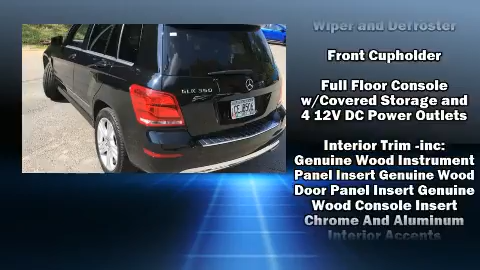 Wiper and Defroster
Front Cupholder
Full Floor Console
w/Covered Storage and
4 12V DC Power Outlets
Interior Trim -inc:
Genuine Wood Instrument
Panel Insert Genuine Wood
Door Panel Insert Genuine
Wood Console Insert
Chrome And Aluminum
Interior Accents
GLK 350